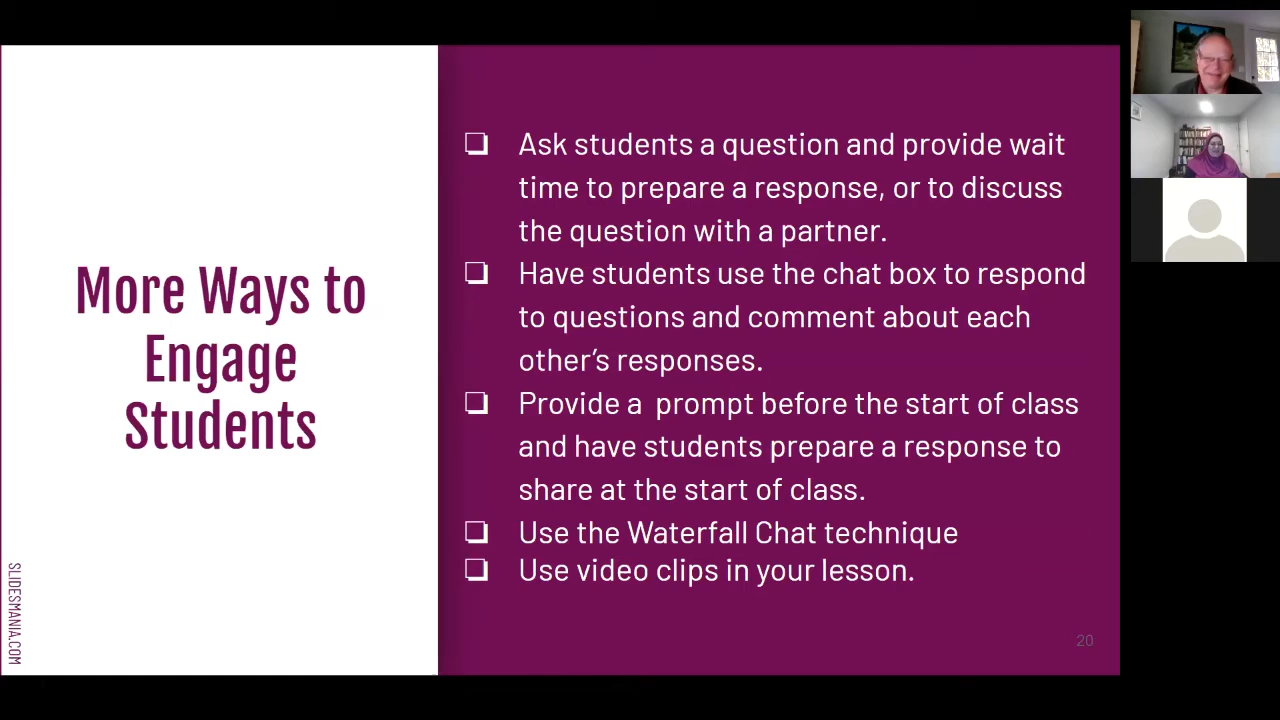 More Ways to
Engage
Students
❏ Ask students a question and provide wait
time to prepare a response, or to discuss
the question with a partner.
❏ Have students use the chat box to respond
to questions and comment about each
other’s responses.
❏ Provide a  prompt before the start of class
and have students prepare a response to
share at the start of class.
❏ Use the Waterfall Chat technique
❏ Use video clips in your lesson.
SLIDESMANIA.COM
20